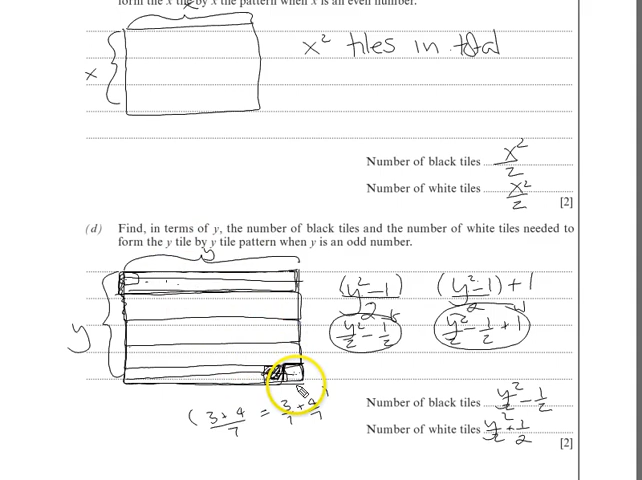 form the x tile by x tile pattern when x is an even number.
x
x
x² tiles in total
Number of black tiles x²/2
Number of white tiles x²/2
[2]
(d) Find, in terms of y, the number of black tiles and the number of white tiles needed to
form the y tile by y tile pattern when y is an odd number.
y
y
(y²-1)/2 (y²-1)/2 + 1
y²/2 - 1/2 y²/2 - 1/2 + 1
(3+4)/7 = 3/7 + 4/7
Number of black tiles y²/2 - 1/2
Number of white tiles y²/2 + 1/2
[2]